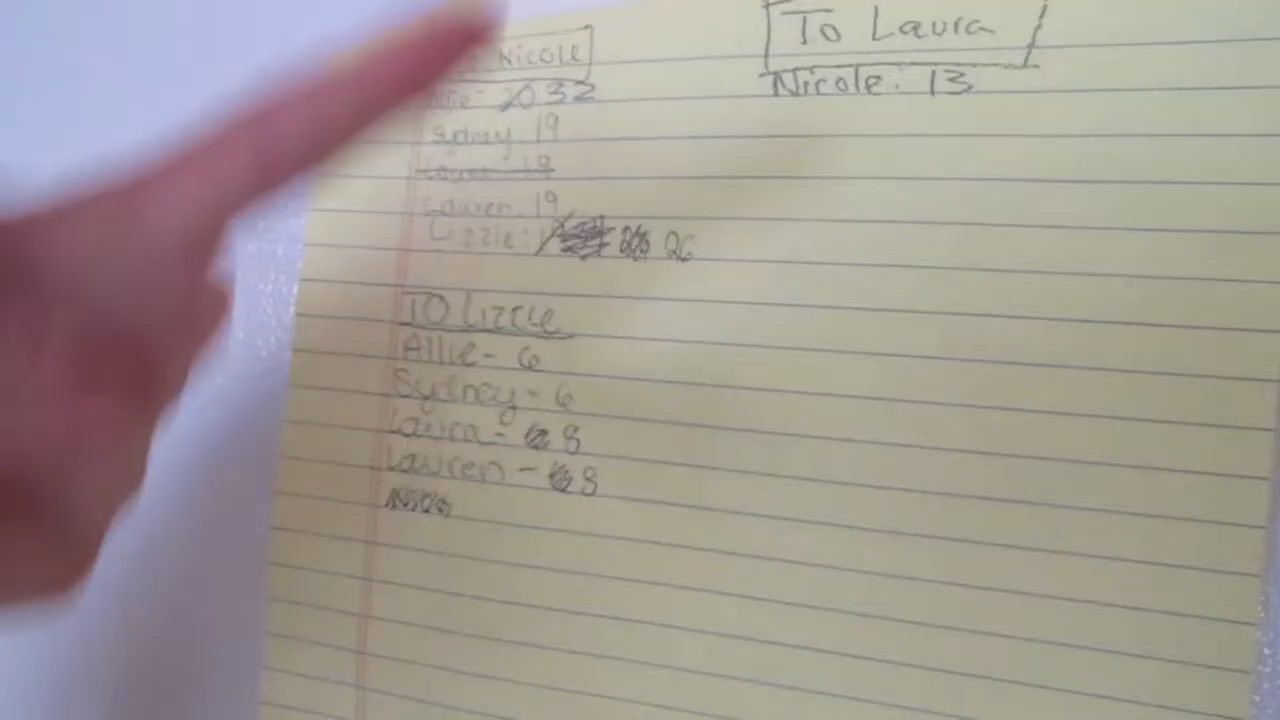 Nicole
32
Sydney 19
Lauren. 19
Lizzie: 26
TO Lizzie
Allie - 6
Sydney - 6
Laura - 8
Lauren - 8
To Laura
Nicole: 13